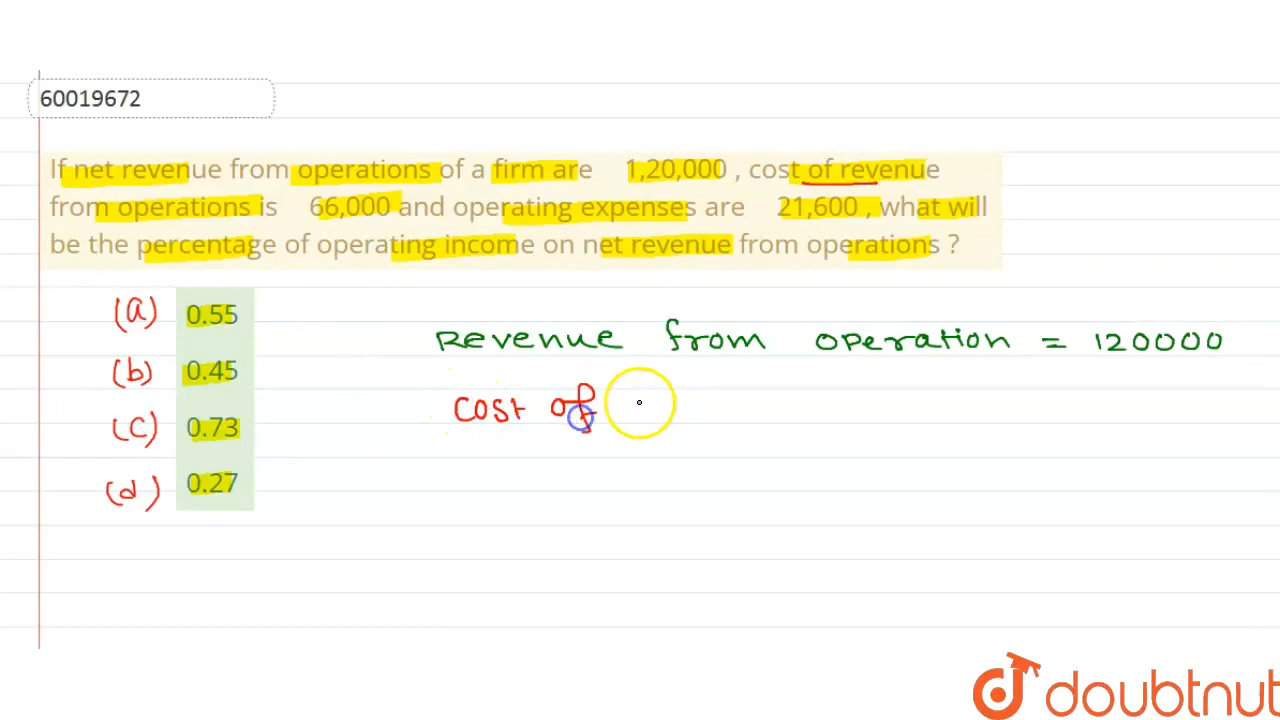 60019672
If net revenue from operations of a firm are 1,20,000 , cost of revenue
from operations is 66,000 and operating expenses are 21,600 , what will
be the percentage of operating income on net revenue from operations ?
(a) 0.55
(b) 0.45
(c) 0.73
(d) 0.27
Revenue from operation = 120000
cost of
doubtnut